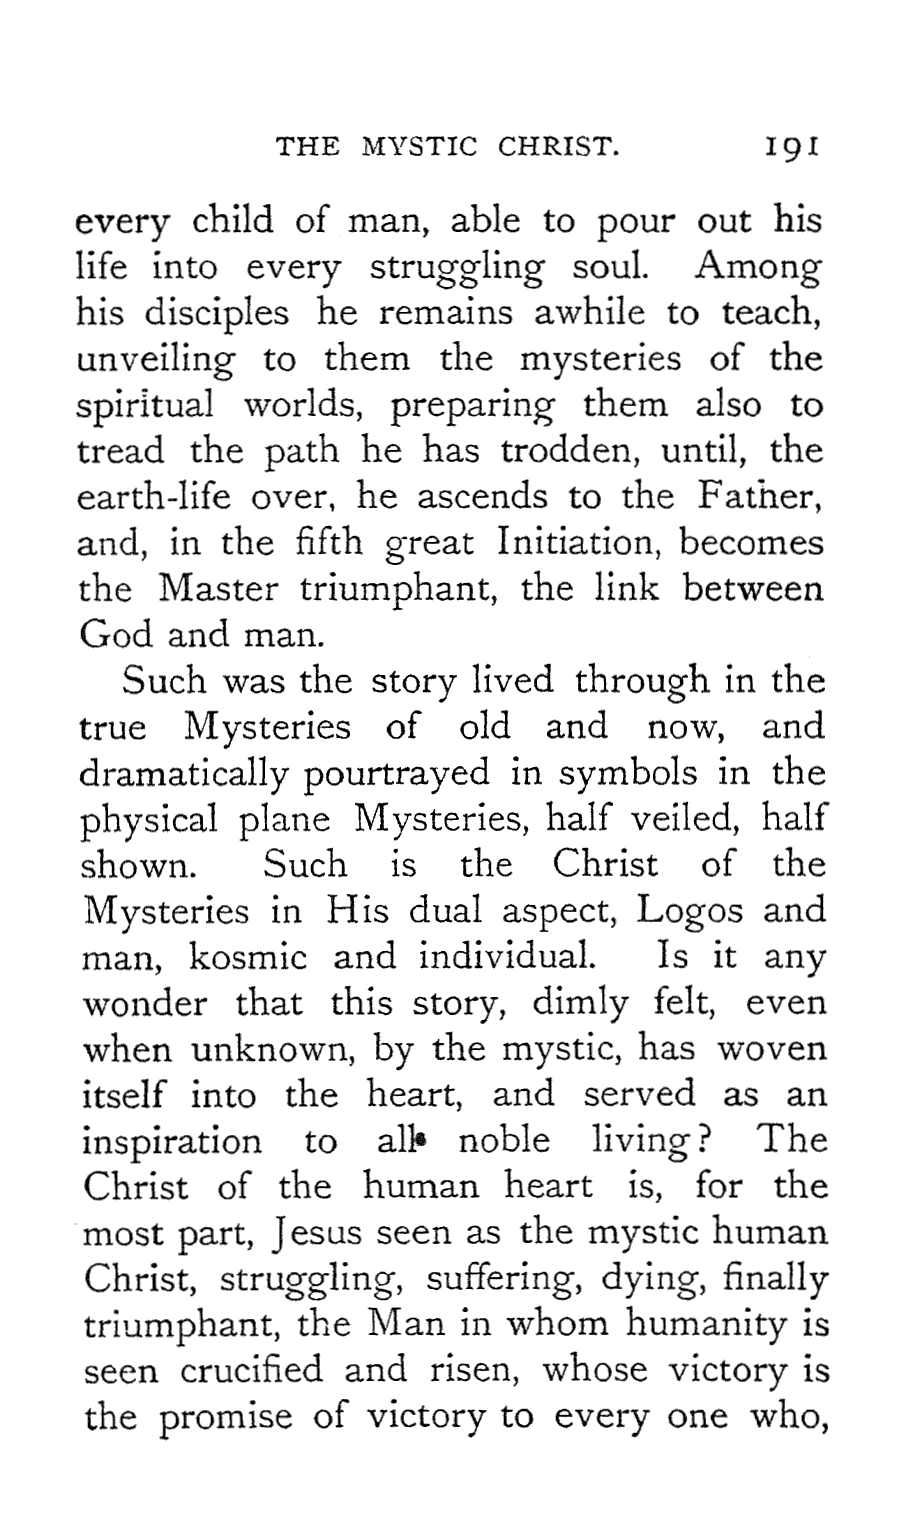 THE MYSTIC CHRIST. 191
every child of man, able to pour out his
life into every struggling soul. Among
his disciples he remains awhile to teach,
unveiling to them the mysteries of the
spiritual worlds, preparing them also to
tread the path he has trodden, until, the
earth-life over, he ascends to the Father,
and, in the fifth great Initiation, becomes
the Master triumphant, the link between
God and man.
Such was the story lived through in the
true Mysteries of old and now, and
dramatically pourtrayed in symbols in the
physical plane Mysteries, half veiled, half
shown. Such is the Christ of the
Mysteries in His dual aspect, Logos and
man, kosmic and individual. Is it any
wonder that this story, dimly felt, even
when unknown, by the mystic, has woven
itself into the heart, and served as an
inspiration to all noble living? The
Christ of the human heart is, for the
most part, Jesus seen as the mystic human
Christ, struggling, suffering, dying, finally
triumphant, the Man in whom humanity is
seen crucified and risen, whose victory is
the promise of victory to every one who,